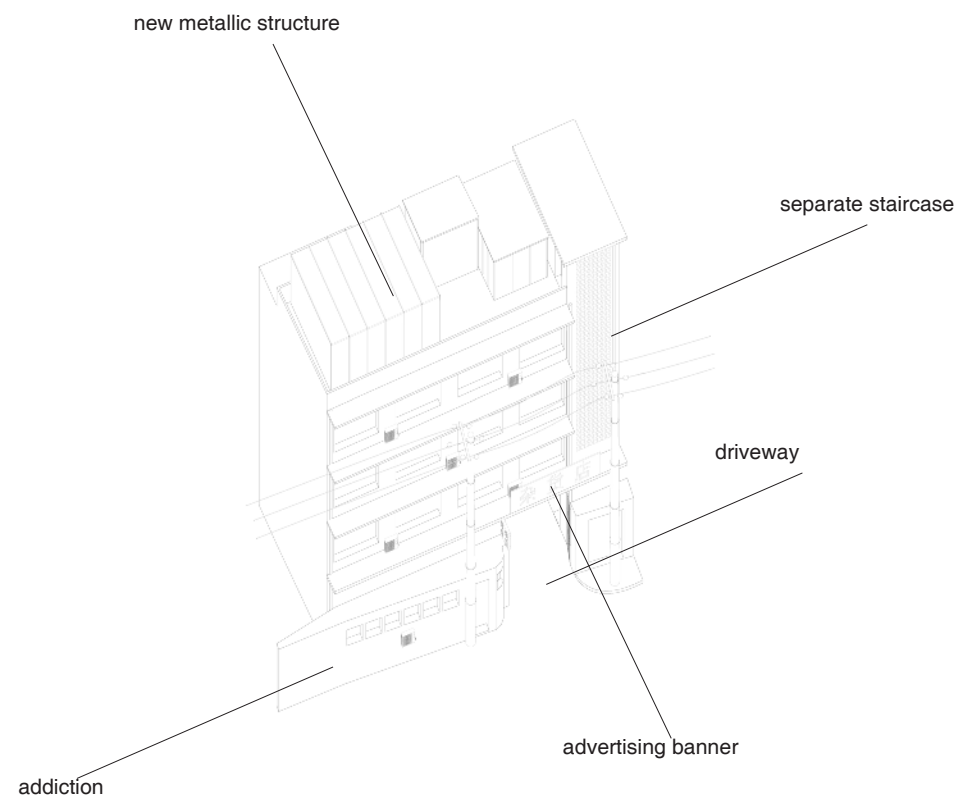 new metallic structure
separate staircase
driveway
advertising banner
addiction